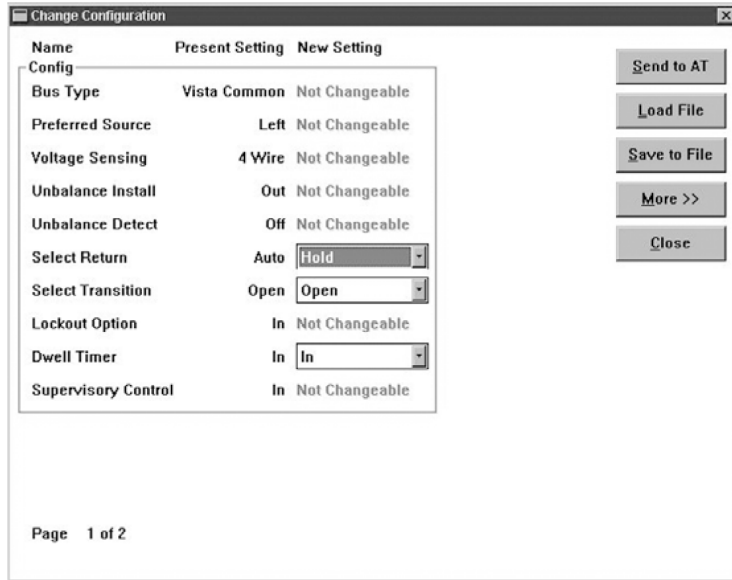 Change Configuration
Name Present Setting New Setting
Config
Bus Type Vista Common Not Changeable
Preferred Source Left Not Changeable
Voltage Sensing 4 Wire Not Changeable
Unbalance Install Out Not Changeable
Unbalance Detect Off Not Changeable
Select Return Auto Hold
Select Transition Open Open
Lockout Option In Not Changeable
Dwell Timer In In
Supervisory Control In Not Changeable
Send to AT
Load File
Save to File
More >>
Close
Page 1 of 2